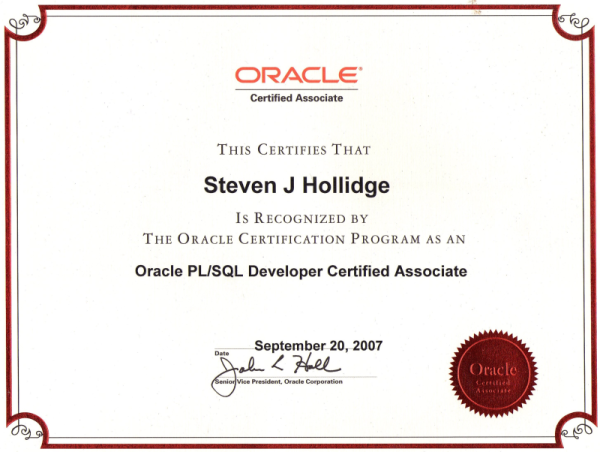 ORACLE®
Certified Associate
THIS CERTIFIES THAT
Steven J Hollidge
IS RECOGNIZED BY
THE ORACLE CERTIFICATION PROGRAM AS AN
Oracle PL/SQL Developer Certified Associate
September 20, 2007
Date
John L Hall
Senior Vice President, Oracle Corporation
Oracle
Certified
Associate